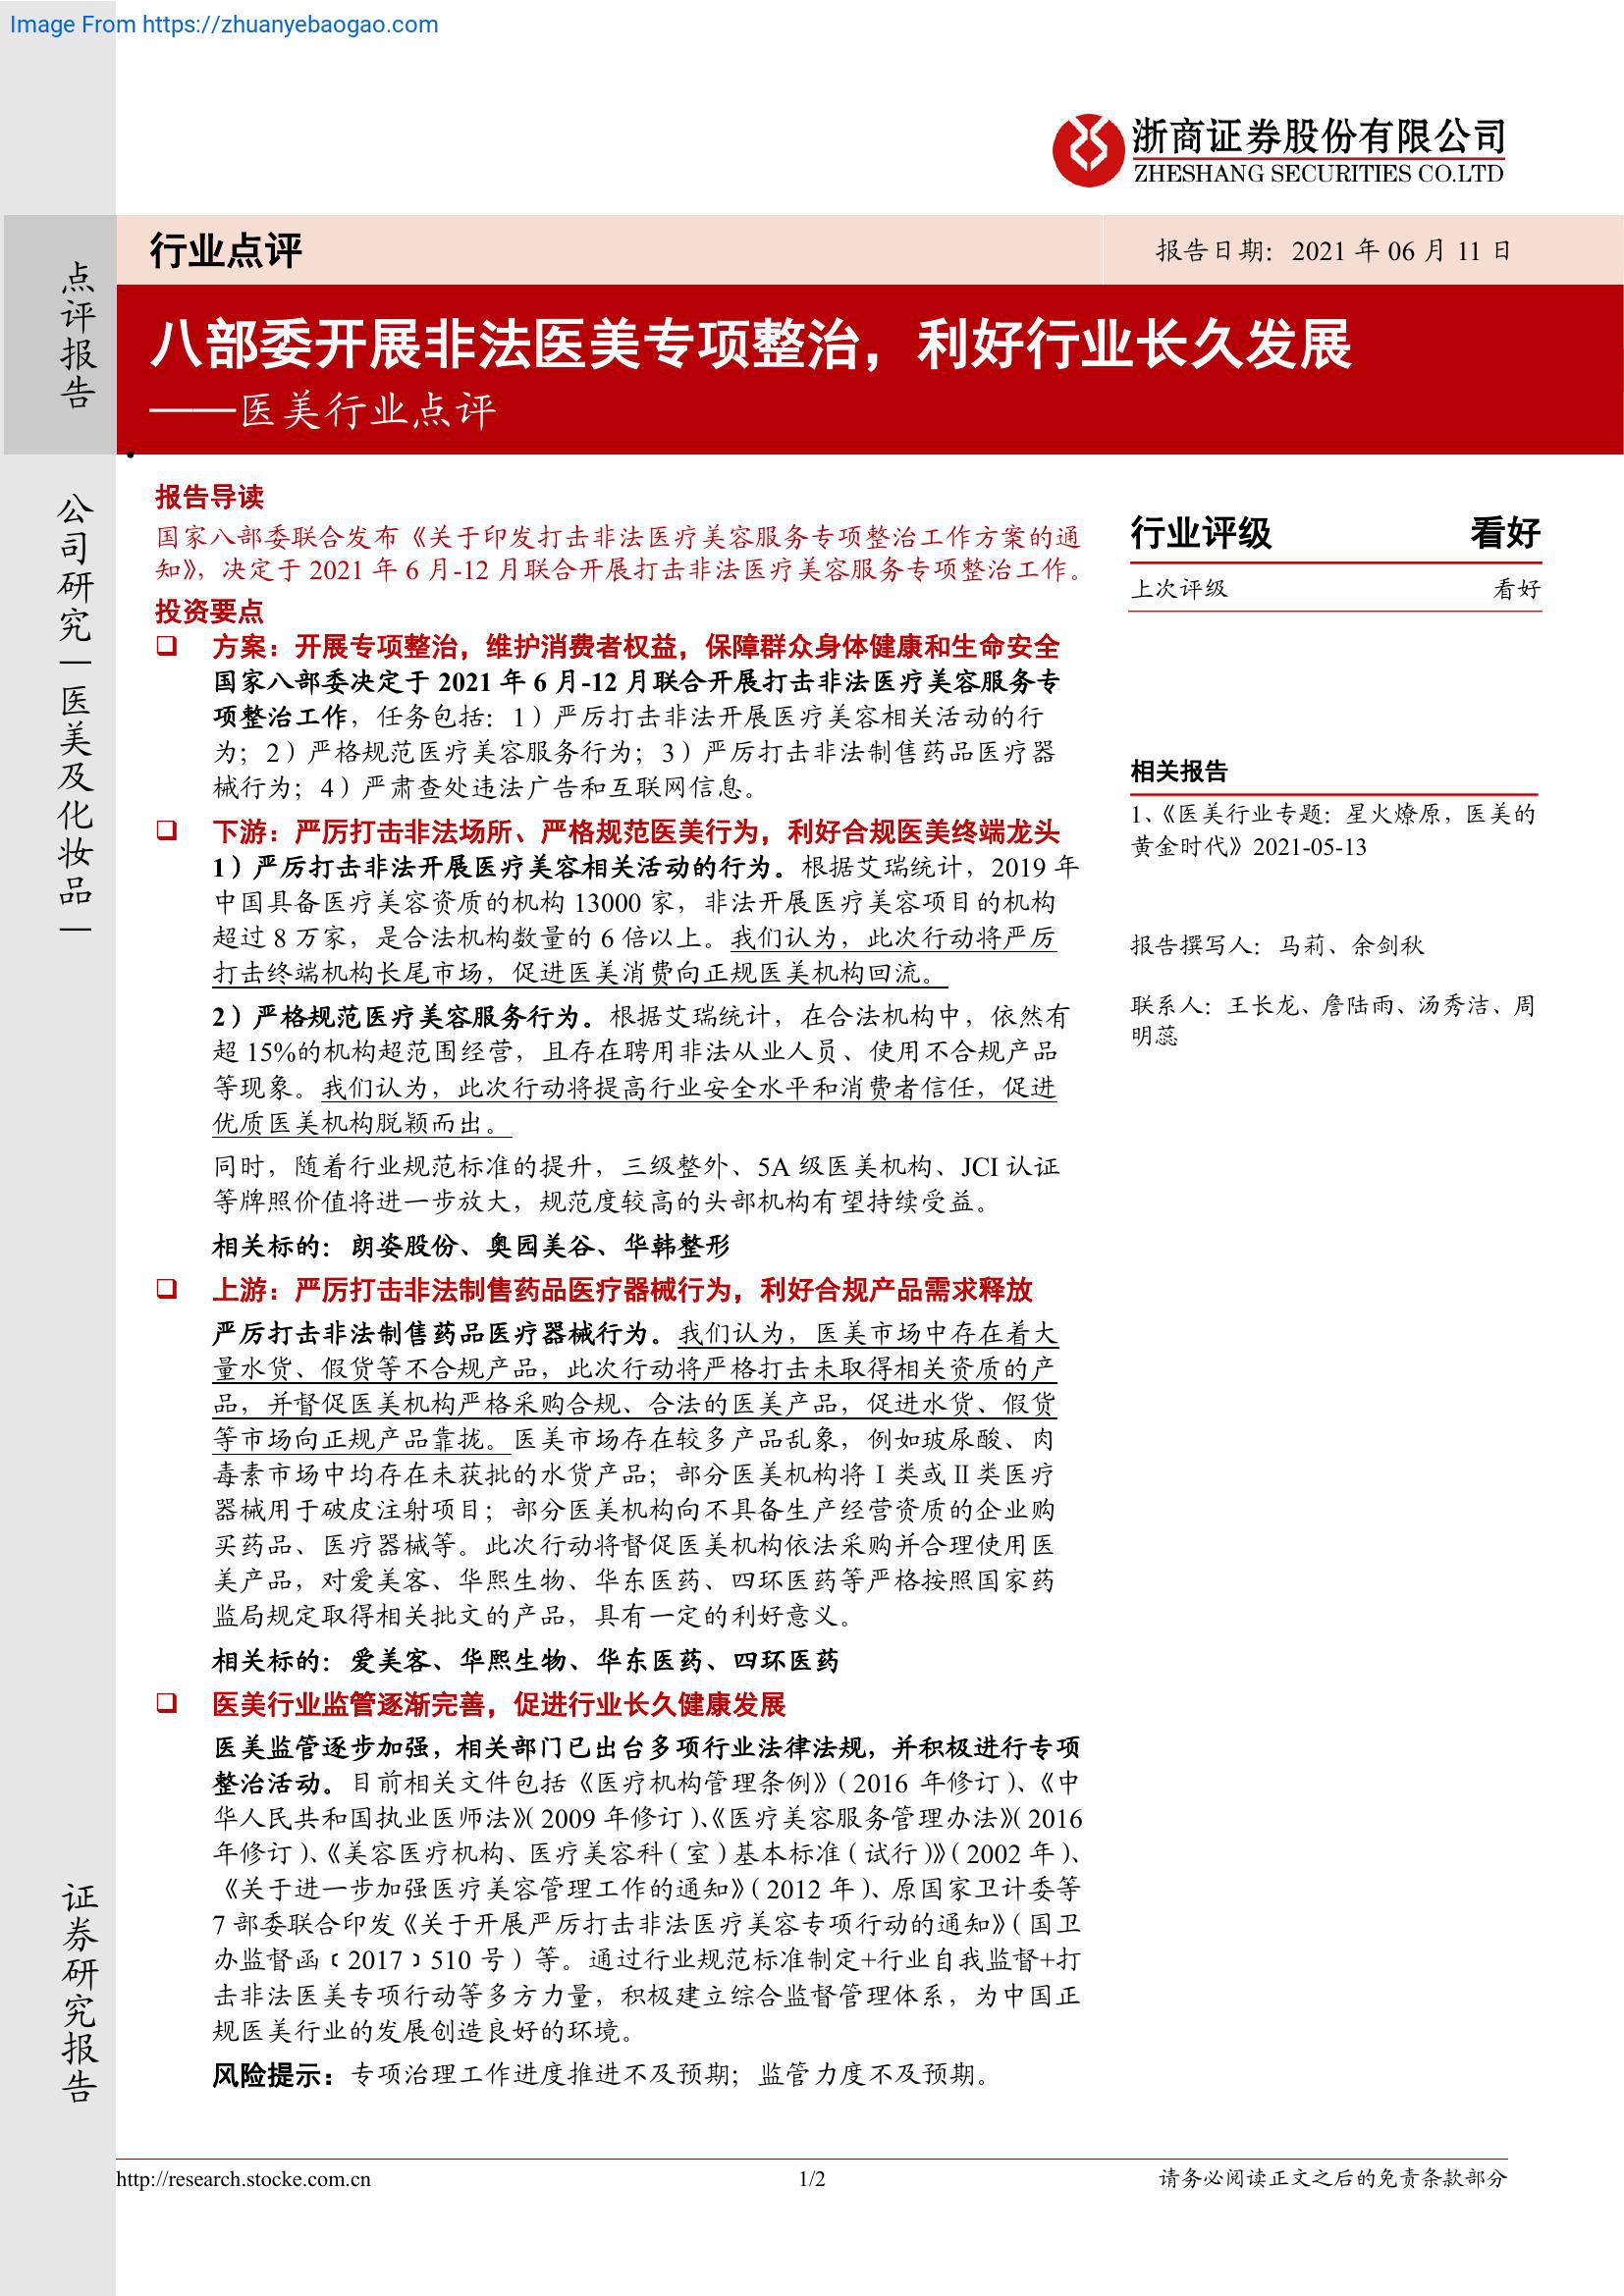 Image From https://zhuanyebaogao.com
浙商证券股份有限公司
ZHESHANG SECURITIES CO.LTD
点评报告
公司研究—医美及化妆品—
证券研究报告
行业点评
报告日期：2021 年 06 月 11 日
八部委开展非法医美专项整治，利好行业长久发展
——医美行业点评
报告导读
国家八部委联合发布《关于印发打击非法医疗美容服务专项整治工作方案的通
知》，决定于 2021 年 6 月-12 月联合开展打击非法医疗美容服务专项整治工作。
投资要点
❑ 方案：开展专项整治，维护消费者权益，保障群众身体健康和生命安全
国家八部委决定于 2021 年 6 月-12 月联合开展打击非法医疗美容服务专
项整治工作，任务包括：1）严厉打击非法开展医疗美容相关活动的行
为；2）严格规范医疗美容服务行为；3）严厉打击非法制售药品医疗器
械行为；4）严肃查处违法广告和互联网信息。
❑ 下游：严厉打击非法场所、严格规范医美行为，利好合规医美终端龙头
1）严厉打击非法开展医疗美容相关活动的行为。根据艾瑞统计，2019 年
中国具备医疗美容资质的机构 13000 家，非法开展医疗美容项目的机构
超过 8 万家，是合法机构数量的 6 倍以上。我们认为，此次行动将严厉
打击终端机构长尾市场，促进医美消费向正规医美机构回流。
2）严格规范医疗美容服务行为。根据艾瑞统计，在合法机构中，依然有
超 15%的机构超范围经营，且存在聘用非法从业人员、使用不合规产品
等现象。我们认为，此次行动将提高行业安全水平和消费者信任，促进
优质医美机构脱颖而出。
同时，随着行业规范标准的提升，三级整外、5A 级医美机构、JCI 认证
等牌照价值将进一步放大，规范度较高的头部机构有望持续受益。
相关标的：朗姿股份、奥园美谷、华韩整形
❑ 上游：严厉打击非法制售药品医疗器械行为，利好合规产品需求释放
严厉打击非法制售药品医疗器械行为。我们认为，医美市场中存在着大
量水货、假货等不合规产品，此次行动将严格打击未取得相关资质的产
品，并督促医美机构严格采购合规、合法的医美产品，促进水货、假货
等市场向正规产品靠拢。医美市场存在较多产品乱象，例如玻尿酸、肉
毒素市场中均存在未获批的水货产品；部分医美机构将Ⅰ类或Ⅱ类医疗
器械用于破皮注射项目；部分医美机构向不具备生产经营资质的企业购
买药品、医疗器械等。此次行动将督促医美机构依法采购并合理使用医
美产品，对爱美客、华熙生物、华东医药、四环医药等严格按照国家药
监局规定取得相关批文的产品，具有一定的利好意义。
相关标的：爱美客、华熙生物、华东医药、四环医药
❑ 医美行业监管逐渐完善，促进行业长久健康发展
医美监管逐步加强，相关部门已出台多项行业法律法规，并积极进行专项
整治活动。目前相关文件包括《医疗机构管理条例》（2016 年修订）、《中
华人民共和国执业医师法》（2009 年修订）、《医疗美容服务管理办法》（2016
年修订）、《美容医疗机构、医疗美容科（室）基本标准（试行）》（2002 年）、
《关于进一步加强医疗美容管理工作的通知》（2012 年）、原国家卫计委等
7 部委联合印发《关于开展严厉打击非法医疗美容专项行动的通知》（国卫
办监督函﹝2017﹞510 号）等。通过行业规范标准制定+行业自我监督+打
击非法医美专项行动等多方力量，积极建立综合监督管理体系，为中国正
规医美行业的发展创造良好的环境。
风险提示：专项治理工作进度推进不及预期；监管力度不及预期。
行业评级 看好
上次评级 看好
相关报告
1、《医美行业专题：星火燎原，医美的
黄金时代》2021-05-13
报告撰写人：马莉、余剑秋
联系人：王长龙、詹陆雨、汤秀洁、周
明蕊
http://research.stocke.com.cn
1/2
请务必阅读正文之后的免责条款部分